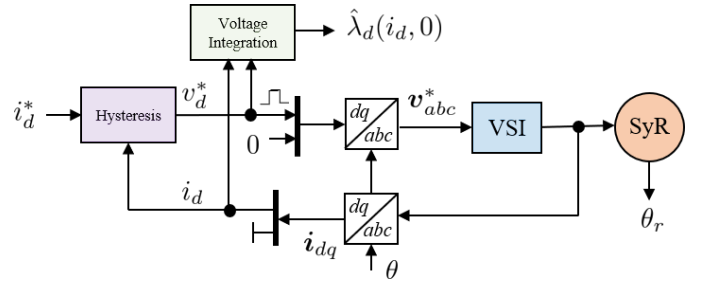 Voltage
Integration
λ̂_d(i_d, 0)
i_d^*
Hysteresis
v_d^*
0
dq
abc
v_abc^*
VSI
SyR
i_d
i_dq
dq
abc
θ
θ_r